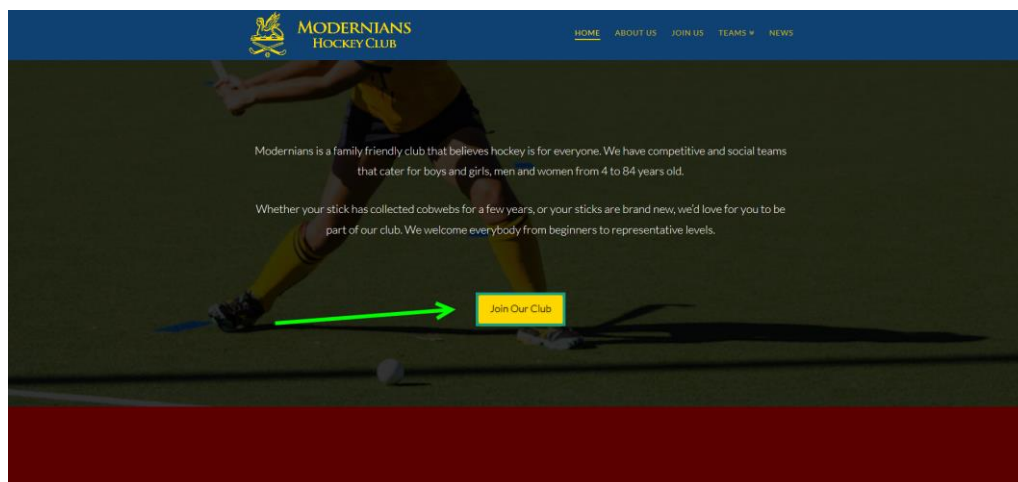 MODERNIANS
HOCKEY CLUB
HOME ABOUT US JOIN US TEAMS NEWS
Modernians is a family friendly club that believes hockey is for everyone. We have competitive and social teams
that cater for boys and girls, men and women from 4 to 84 years old.
Whether your stick has collected cobwebs for a few years, or your sticks are brand new, we'd love for you to be
part of our club. We welcome everybody from beginners to representative levels.
Join Our Club